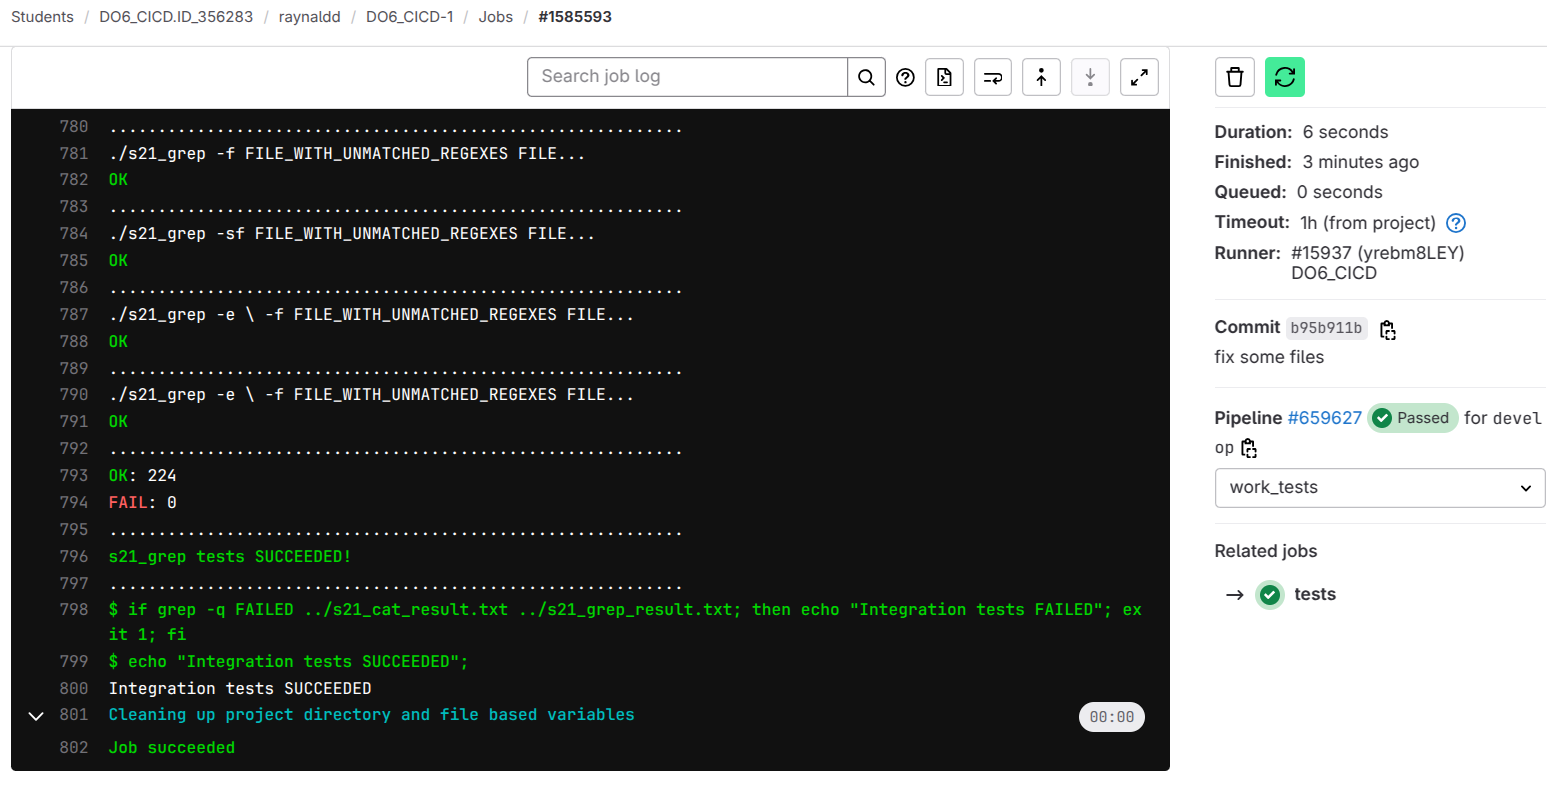 Students / DO6_CICD.ID_356283 / raynaldd / DO6_CICD-1 / Jobs / #1585593
Search job log
780 ...........................................................
781 ./s21_grep -f FILE_WITH_UNMATCHED_REGEXES FILE...
782 OK
783 ...........................................................
784 ./s21_grep -sf FILE_WITH_UNMATCHED_REGEXES FILE...
785 OK
786 ...........................................................
787 ./s21_grep -e \ -f FILE_WITH_UNMATCHED_REGEXES FILE...
788 OK
789 ...........................................................
790 ./s21_grep -e \ -f FILE_WITH_UNMATCHED_REGEXES FILE...
791 OK
792 ...........................................................
793 OK: 224
794 FAIL: 0
795 ...........................................................
796 s21_grep tests SUCCEEDED!
797 ...........................................................
798 $ if grep -q FAILED ../s21_cat_result.txt ../s21_grep_result.txt; then echo "Integration tests FAILED"; ex
it 1; fi
799 $ echo "Integration tests SUCCEEDED";
800 Integration tests SUCCEEDED
801 Cleaning up project directory and file based variables 00:00
802 Job succeeded
Duration: 6 seconds
Finished: 3 minutes ago
Queued: 0 seconds
Timeout: 1h (from project)
Runner: #15937 (yrebm8LEY)
DO6_CICD
Commit b95b911b
fix some files
Pipeline #659627 Passed for devel
op
work_tests
Related jobs
→ tests